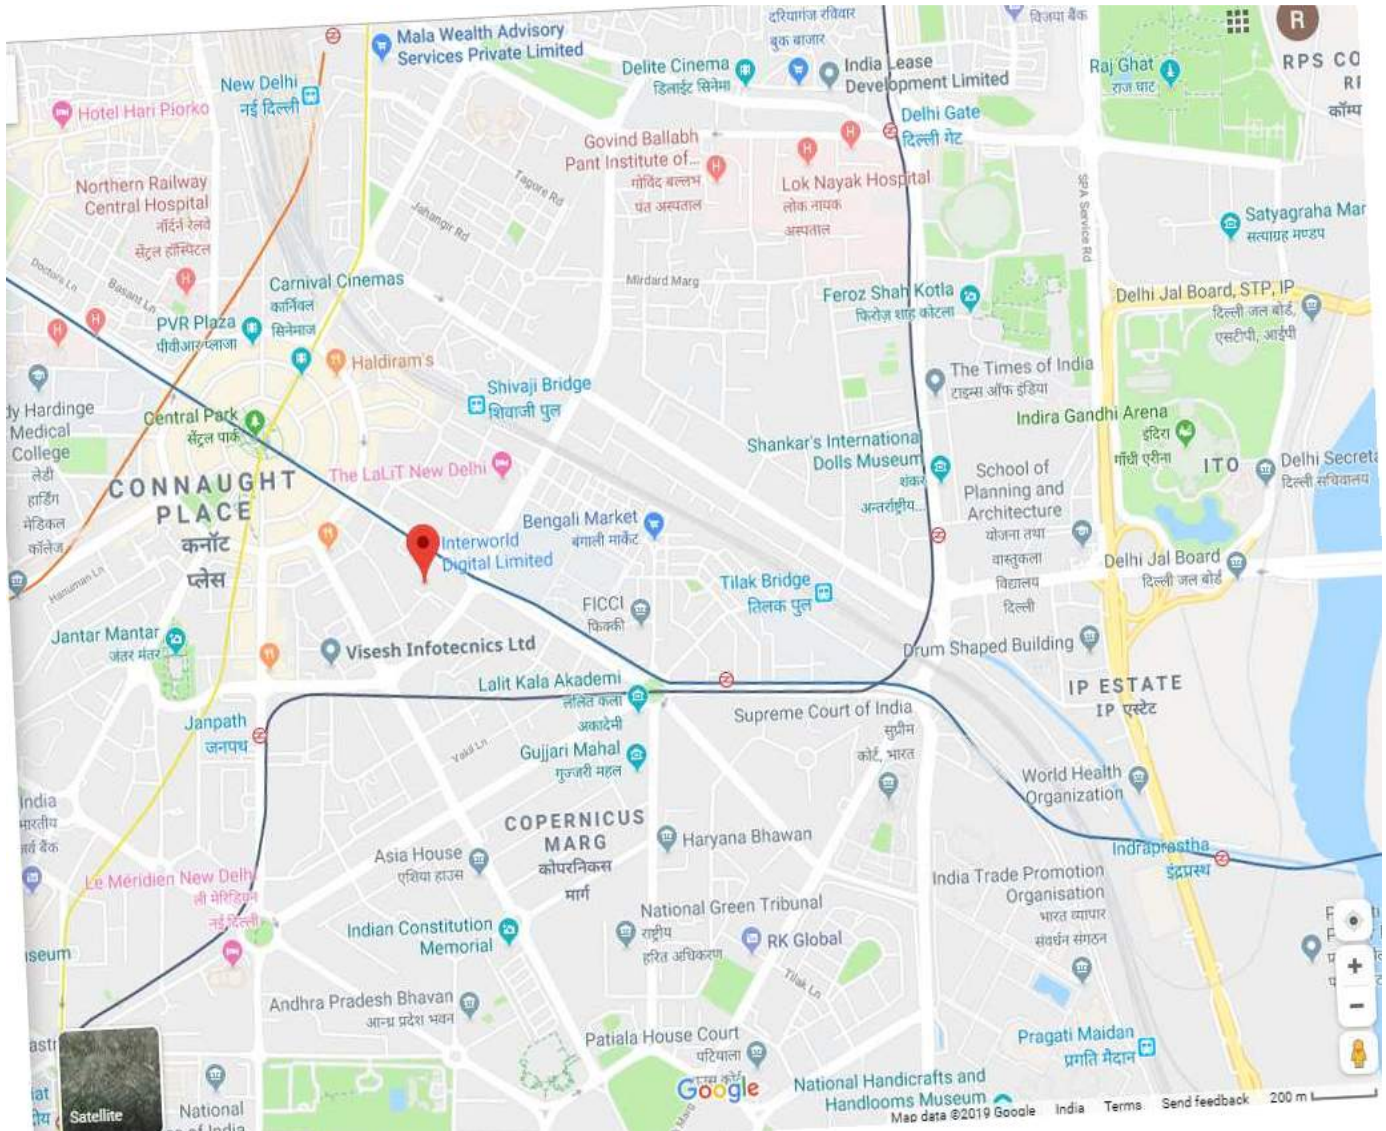 Mala Wealth Advisory
Services Private Limited
दरियागंज रविवार
बुक बाजार
विजया बैंक
R
New Delhi
नई दिल्ली
Delite Cinema
डिलाईट सिनेमा
India Lease
Development Limited
Raj Ghat
राज घाट
RPS CO
कॉम्प
Hotel Hari Piorko
Delhi Gate
दिल्ली गेट
Govind Ballabh
Pant Institute of...
गोविंद बल्लभ
पंत अस्पताल
Lok Nayak Hospital
लोक नायक
अस्पताल
Northern Railway
Central Hospital
नॉर्दर्न रेलवे
सेंट्रल हॉस्पिटल
Tagore Rd
Jahangir Rd
SPA Service Rd
Satyagraha Mar
सत्याग्रह मण्डप
Doctors Ln
Basant Ln
Carnival Cinemas
कार्निवल
सिनेमाज
Mirdard Marg
Feroz Shah Kotla
फिरोज़ शाह कोटला
Delhi Jal Board, STP, IP
दिल्ली जल बोर्ड,
एसटीपी, आईपी
PVR Plaza
पीवीआर प्लाजा
Haldiram's
Shivaji Bridge
शिवाजी पुल
The Times of India
टाइम्स ऑफ इंडिया
dy Hardinge
Medical
College
लेडी
हार्डिंग
मेडिकल
कॉलेज
Central Park
सेंट्रल पार्क
Indira Gandhi Arena
इंदिरा
गाँधी एरीना
ITO
Delhi Secreta
दिल्ली सचिवालय
Shankar's International
Dolls Museum
शंकर
अन्तर्राष्ट्रीय...
The LaLiT New Delhi
CONNAUGHT
PLACE
कनॉट
प्लेस
School of
Planning and
Architecture
योजना तथा
वास्तुकला
विद्यालय
दिल्ली
Bengali Market
बंगाली मार्केट
Interworld
Digital Limited
Hanuman Ln
Tilak Bridge
तिलक पुल
Delhi Jal Board
दिल्ली जल बोर्ड
FICCI
फिक्की
Jantar Mantar
जंतर मंतर
Visesh Infotecnics Ltd
Drum Shaped Building
Lalit Kala Akademi
ललित कला
अकादेमी
IP ESTATE
IP एस्टेट
Janpath
जनपथ
Supreme Court of India
सुप्रीम
कोर्ट, भारत
Vakil Ln
Gujjari Mahal
गुज्जरी महल
World Health
Organization
India
भारतीय
र्व बैंक
COPERNICUS
MARG
कोपरनिकस
मार्ग
Haryana Bhawan
Asia House
एशिया हाउस
Indraprastha
इंद्रप्रस्थ
Le Méridien New Delhi
ली मेरिडियन
नई दिल्ली
India Trade Promotion
Organisation
भारत व्यापार
संवर्धन संगठन
National Green Tribunal
राष्ट्रीय
हरित अधिकरण
RK Global
Indian Constitution
Memorial
useum
Tilak Ln
Andhra Pradesh Bhavan
आन्ध्र प्रदेश भवन
Patiala House Court
पटियाला
Pragati Maidan
प्रगति मैदान
National Handicrafts and
Handlooms Museum
Satellite
National
of India
Google
Map data ©2019 Google India Terms Send feedback 200 m